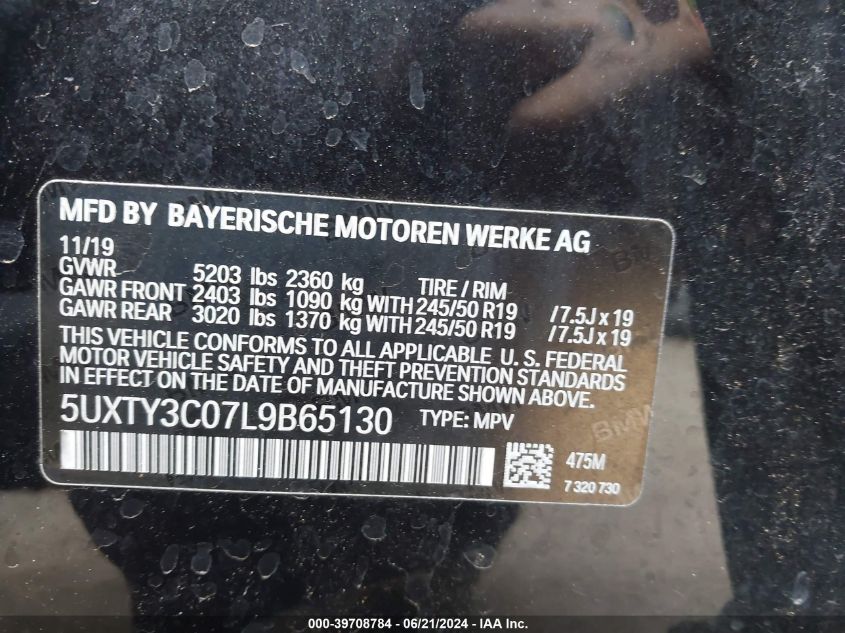 MFD BY BAYERISCHE MOTOREN WERKE AG
11/19
GVWR 5203 lbs 2360 kg TIRE / RIM
GAWR FRONT 2403 lbs 1090 kg WITH 245/50 R19 / 7.5J x 19
GAWR REAR 3020 lbs 1370 kg WITH 245/50 R19 / 7.5J x 19
THIS VEHICLE CONFORMS TO ALL APPLICABLE U. S. FEDERAL
MOTOR VEHICLE SAFETY AND THEFT PREVENTION STANDARDS
IN EFFECT ON THE DATE OF MANUFACTURE SHOWN ABOVE.
5UXTY3C07L9B65130 TYPE: MPV
475M
7 320 730
000-39708784 - 06/21/2024 - IAA Inc.